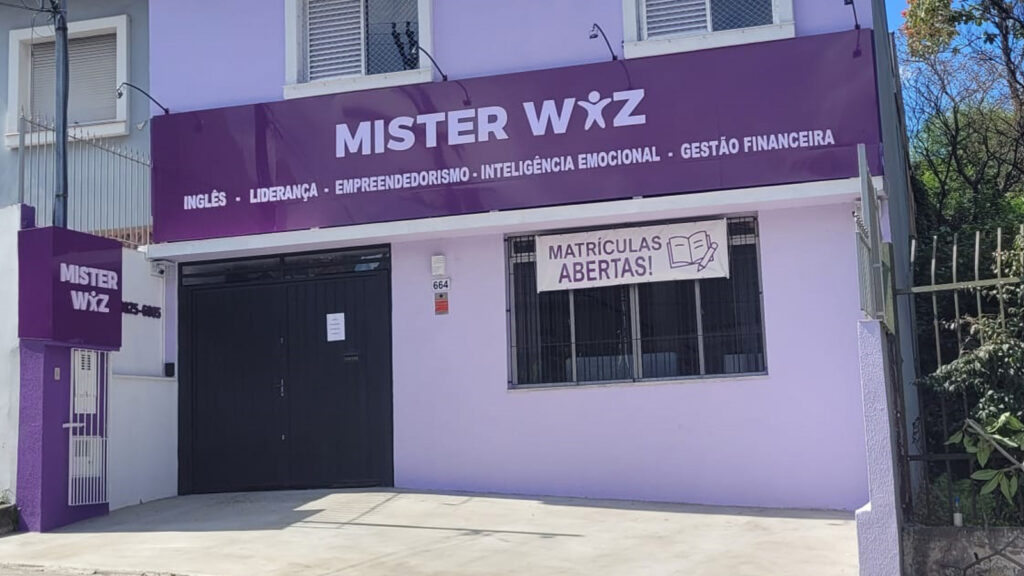 MISTER WIZ
INGLÊS - LIDERANÇA - EMPREENDEDORISMO - INTELIGÊNCIA EMOCIONAL - GESTÃO FINANCEIRA
MATRÍCULAS
ABERTAS!
MISTER
WIZ
664